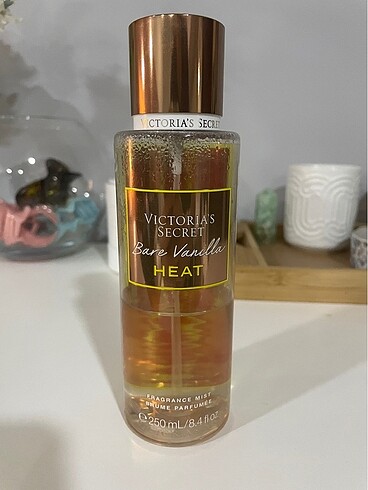 VICTORIA'S SECRET
VICTORIA'S
SECRET
Bare Vanilla
HEAT
FRAGRANCE MIST
BRUME PARFUMÉE
℮250 mL/8.4 fl oz